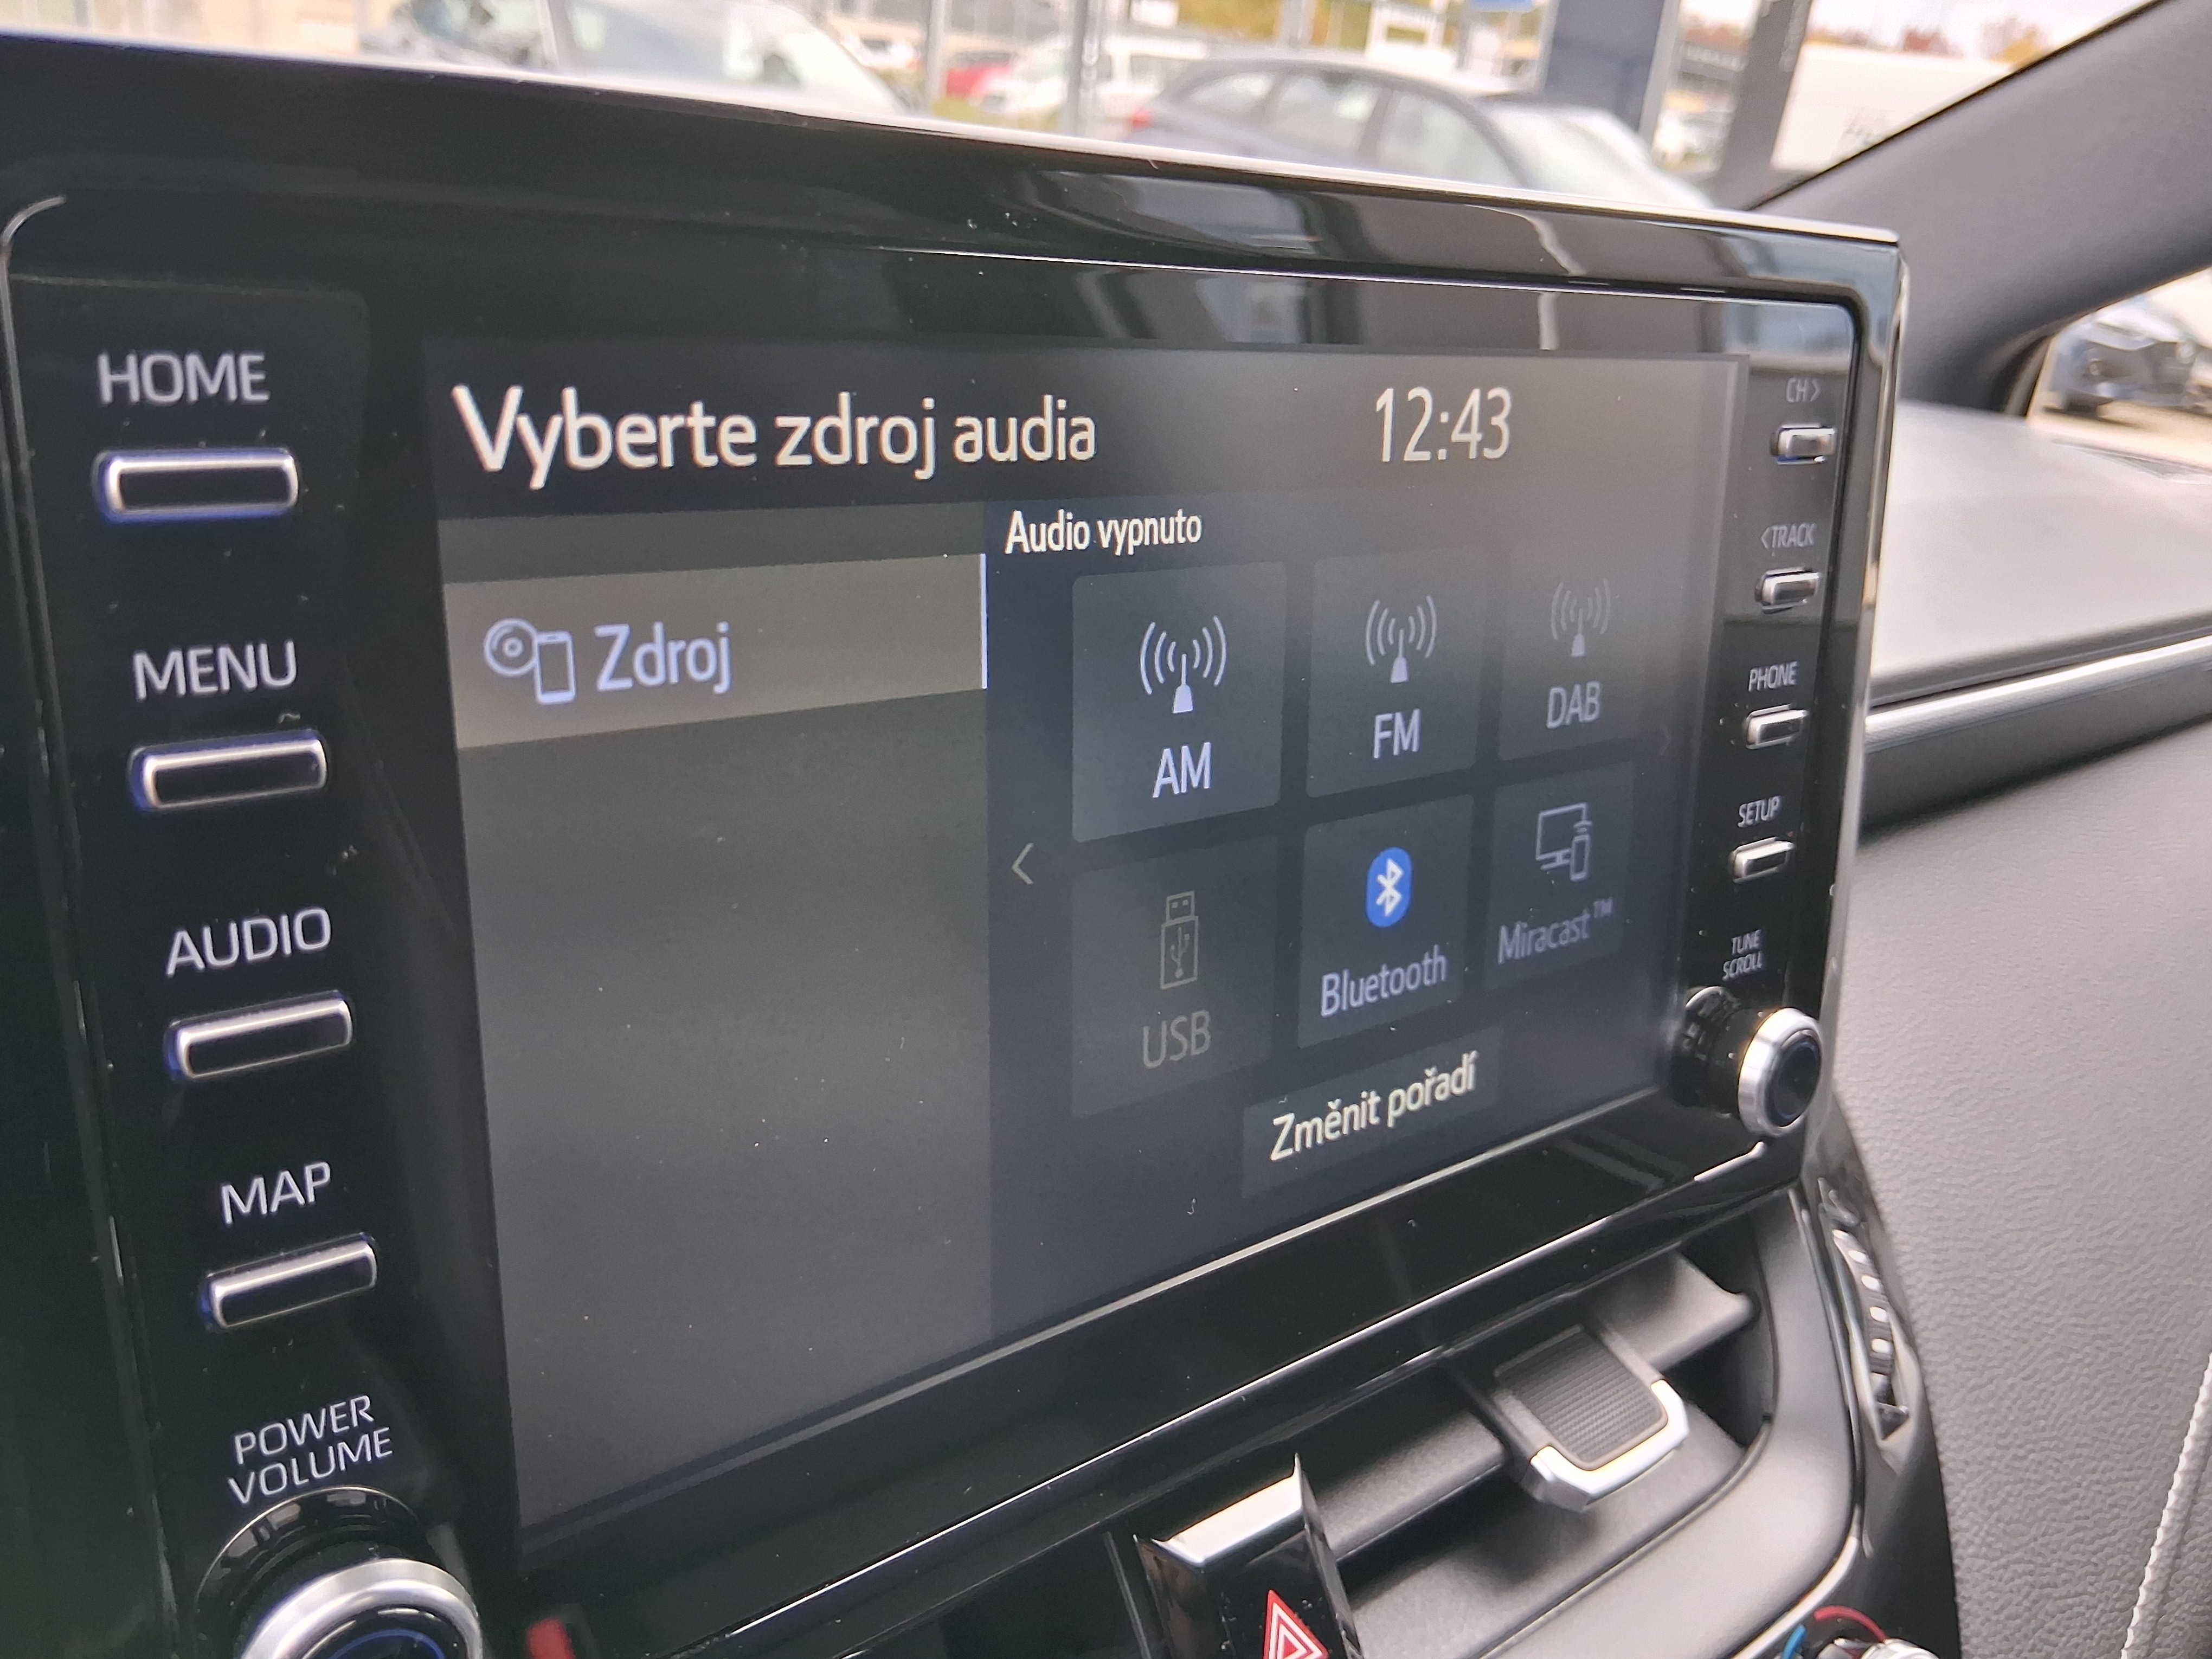 HOME
MENU
AUDIO
MAP
POWER
VOLUME
Vyberte zdroj audia
12:43
Zdroj
Audio vypnuto
AM
FM
DAB
USB
Bluetooth
Miracast™
Změnit pořadí
CH >
< TRACK
PHONE
SETUP
TUNE
SCROLL